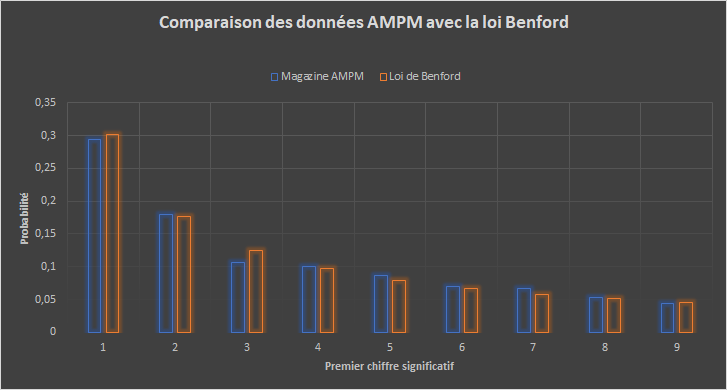 Comparaison des données AMPM avec la loi Benford
Magazine AMPM Loi de Benford
0,35
0,3
0,25
0,2
0,15
0,1
0,05
0
Probabilité
1 2 3 4 5 6 7 8 9
Premier chiffre significatif